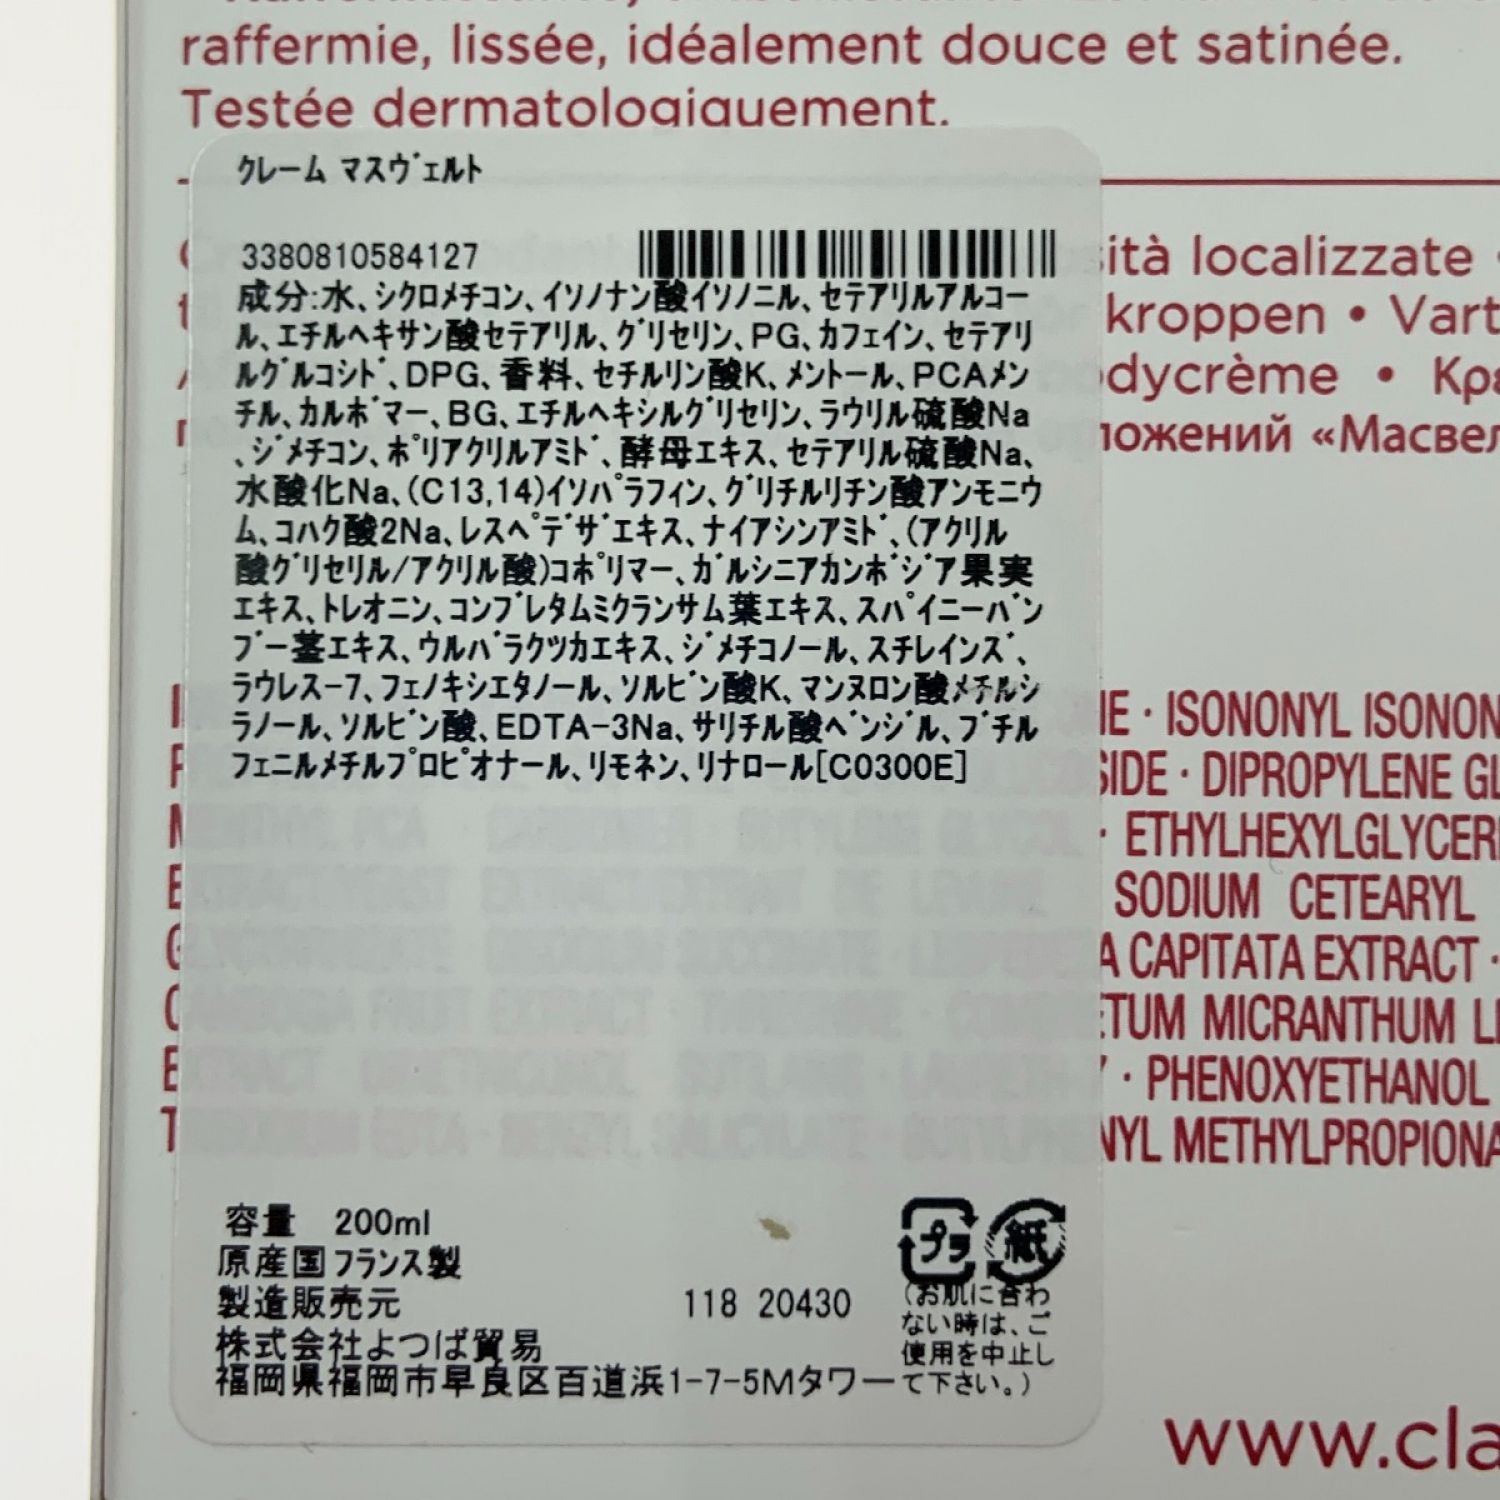 raffermie, lissée, idéalement douce et satinée.
Testée dermatologiquement.
クレーム マスヴェルト
3380810584127
成分:水、シクロメチコン、イソノナン酸イソノニル、セテアリルアルコー
ル、エチルヘキサン酸セテアリル、グリセリン、PG、カフェイン、セテアリ
ルグルコシド、DPG、香料、セチルリン酸K、メントール、PCAメン
チル、カルボマー、BG、エチルヘキシルグリセリン、ラウリル硫酸Na
、ジメチコン、ポリアクリルアミド、酵母エキス、セテアリル硫酸Na、
水酸化Na、(C13,14)イソパラフィン、グリチルリチン酸アンモニウ
ム、コハク酸2Na、レスペデザエキス、ナイアシンアミド、(アクリル
酸グリセリル/アクリル酸)コポリマー、ガルシニアカンボジア果実
エキス、トレオニン、コンブレタムミクランサム葉エキス、スパイニーバン
ブー茎エキス、ウルバラクツカエキス、ジメチコノール、スチレインズ、
ラウレス-7、フェノキシエタノール、ソルビン酸K、マンヌロン酸メチルシ
ラノール、ソルビン酸、EDTA-3Na、サリチル酸ベンジル、ブチル
フェニルメチルプロピオナール、リモネン、リナロール[C0300E]
容量 200ml
原産国フランス製
製造販売元
118 20430
株式会社よつば貿易
福岡県福岡市早良区百道浜1-7-5Mタワー
プラ 紙
(お肌に合わ
ない時は、ご
使用を中止し
て下さい。)
ità localizzate
kroppen • Vart
dycrème • Кре
ложений «Масвел
IE · ISONONYL ISONON
SIDE · DIPROPYLENE GL
· ETHYLHEXYLGLYCERI
SODIUM CETEARYL
A CAPITATA EXTRACT ·
ETUM MICRANTHUM LE
7 · PHENOXYETHANOL
NYL METHYLPROPIONA
www.cla